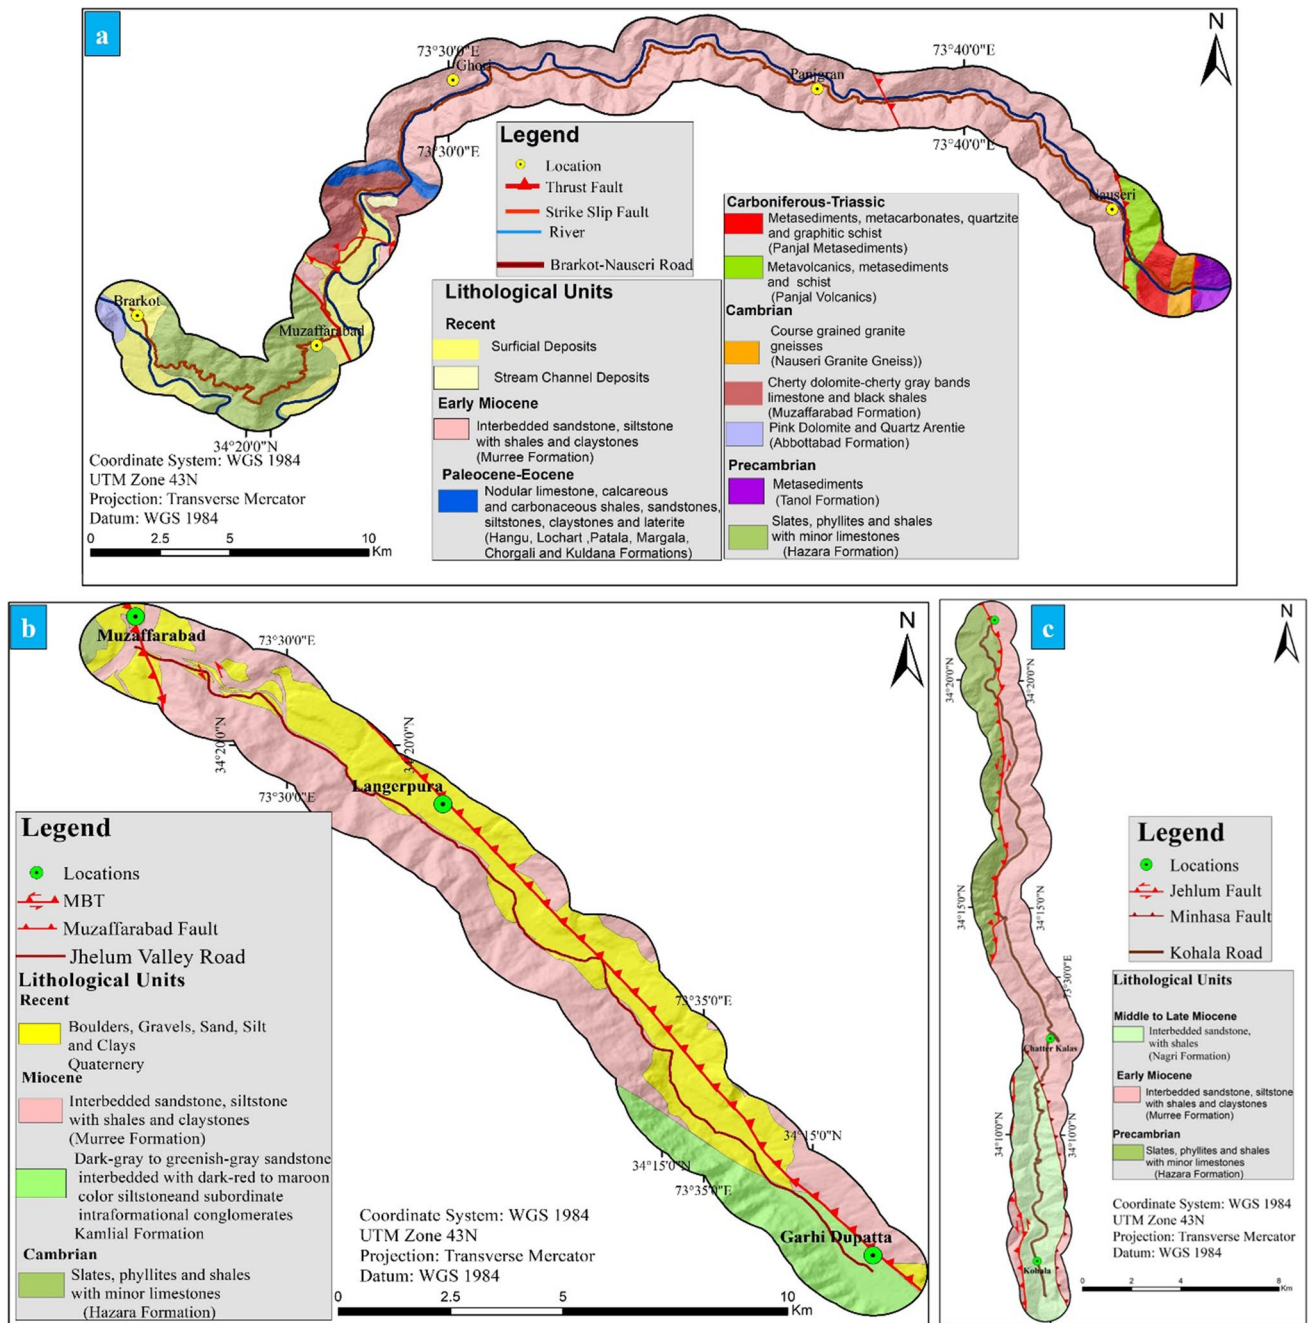 a
N
73°30'0"E
Ghori
Panjgran
73°40'0"E
73°30'0"E
73°40'0"E
Nauseri
Brarkot
Muzaffarabad
34°20'0"N
Legend
Location
Thrust Fault
Strike Slip Fault
River
Brarkot-Nauseri Road
Lithological Units
Recent
Surficial Deposits
Stream Channel Deposits
Early Miocene
Interbedded sandstone, siltstone
with shales and claystones
(Murree Formation)
Paleocene-Eocene
Nodular limestone, calcareous
and carbonaceous shales, sandstones,
siltstones, claystones and laterite
(Hangu, Lochart ,Patala, Margala,
Chorgali and Kuldana Formations)
Carboniferous-Triassic
Metasediments, metacarbonates, quartzite
and graphitic schist
(Panjal Metasediments)
Metavolcanics, metasediments
and schist
(Panjal Volcanics)
Cambrian
Course grained granite
gneisses
(Nauseri Granite Gneiss))
Cherty dolomite-cherty gray bands
limestone and black shales
(Muzaffarabad Formation)
Pink Dolomite and Quartz Arentie
(Abbottabad Formation)
Precambrian
Metasediments
(Tanol Formation)
Slates, phyllites and shales
with minor limestones
(Hazara Formation)
Coordinate System: WGS 1984
UTM Zone 43N
Projection: Transverse Mercator
Datum: WGS 1984
0 2.5 5 10
Km
b
N
Muzaffarabad
73°30'0"E
34°20'0"N
34°20'0"N
Langerpura
73°30'0"E
73°35'0"E
34°15'0"N
34°15'0"N
73°35'0"E
Garhi Dupatta
Legend
Locations
MBT
Muzaffarabad Fault
Jhelum Valley Road
Lithological Units
Recent
Boulders, Gravels, Sand, Silt
and Clays
Quaternery
Miocene
Interbedded sandstone, siltstone
with shales and claystones
(Murree Formation)
Dark-gray to greenish-gray sandstone
interbedded with dark-red to maroon
color siltstoneand subordinate
intraformational conglomerates
Kamlial Formation
Cambrian
Slates, phyllites and shales
with minor limestones
(Hazara Formation)
Coordinate System: WGS 1984
UTM Zone 43N
Projection: Transverse Mercator
Datum: WGS 1984
0 2.5 5 10
Km
c
N
34°20'0"N
34°20'0"N
34°15'0"N
34°15'0"N
73°30'0"E
Chatter Kalas
34°10'0"N
34°10'0"N
Kohala
Legend
Locations
Jehlum Fault
Minhasa Fault
Kohala Road
Lithological Units
Middle to Late Miocene
Interbedded sandstone,
with shales
(Nagri Formation)
Early Miocene
Interbedded sandstone, siltstone
with shales and claystones
(Murree Formation)
Precambrian
Slates, phyllites and shales
with minor limestones
(Hazara Formation)
Coordinate System: WGS 1984
UTM Zone 43N
Projection: Transverse Mercator
Datum: WGS 1984
0 2 4 8
Km